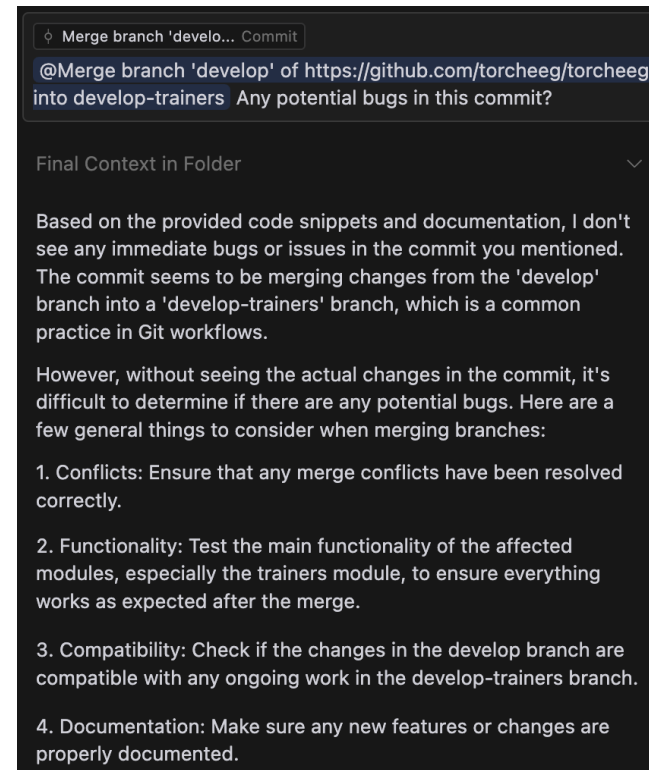 Merge branch 'develo... Commit
@Merge branch 'develop' of https://github.com/torcheeg/torcheeg
into develop-trainers Any potential bugs in this commit?
Final Context in Folder
Based on the provided code snippets and documentation, I don't
see any immediate bugs or issues in the commit you mentioned.
The commit seems to be merging changes from the 'develop'
branch into a 'develop-trainers' branch, which is a common
practice in Git workflows.
However, without seeing the actual changes in the commit, it's
difficult to determine if there are any potential bugs. Here are a
few general things to consider when merging branches:
1. Conflicts: Ensure that any merge conflicts have been resolved
correctly.
2. Functionality: Test the main functionality of the affected
modules, especially the trainers module, to ensure everything
works as expected after the merge.
3. Compatibility: Check if the changes in the develop branch are
compatible with any ongoing work in the develop-trainers branch.
4. Documentation: Make sure any new features or changes are
properly documented.